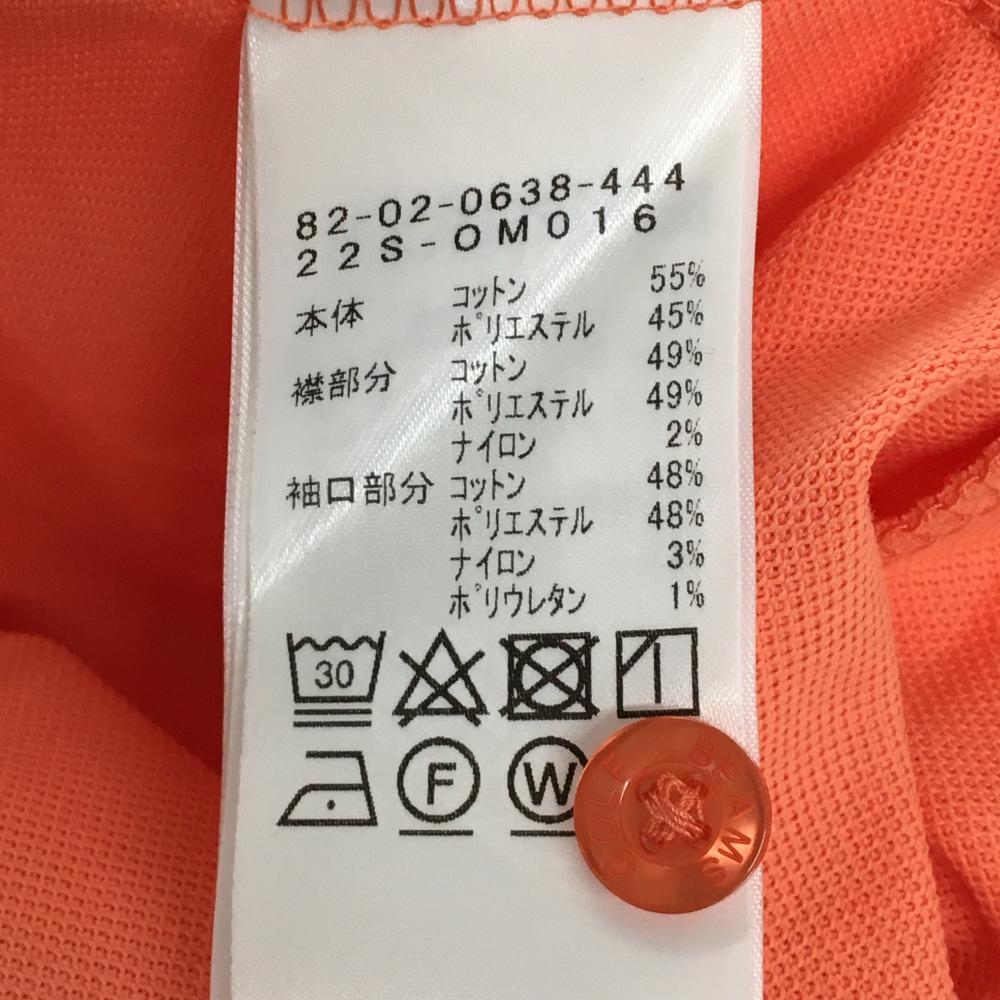 82-02-0638-444
22S-OM016
本体 コットン 55%
ポリエステル 45%
襟部分 コットン 49%
ポリエステル 49%
ナイロン 2%
袖口部分 コットン 48%
ポリエステル 48%
ナイロン 3%
ポリウレタン 1%
30
F W
BEAMS GOLF